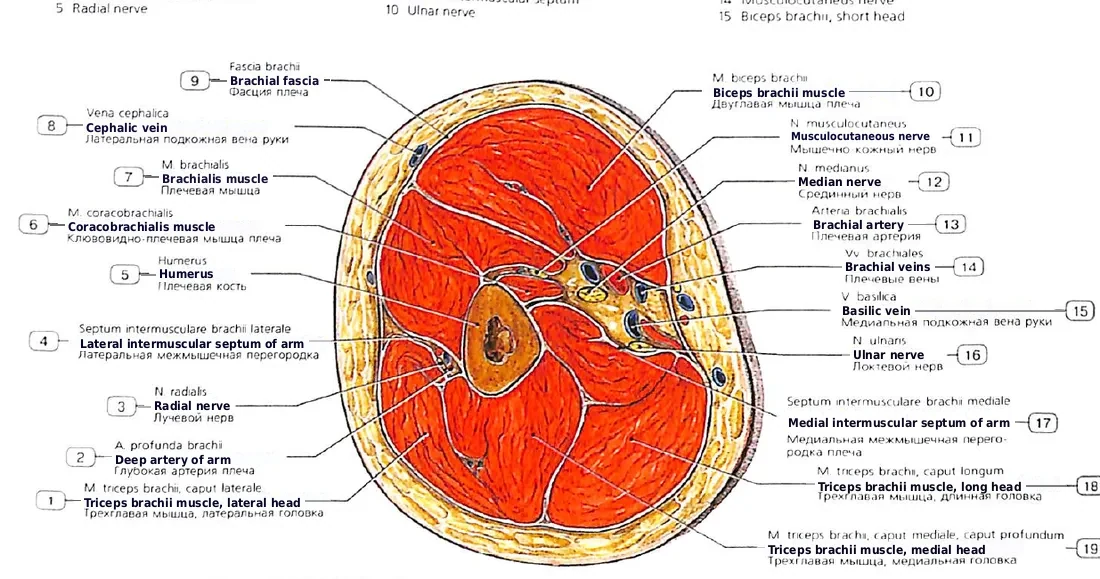 5 Radial nerve
10 Ulnar nerve
15 Biceps brachii, short head
9
Fascia brachii
Brachial fascia
Фасция плеча
8
Vena cephalica
Cephalic vein
Латеральная подкожная вена руки
7
M. brachialis
Brachialis muscle
Плечевая мышца
6
M. coracobrachialis
Coracobrachialis muscle
Клювовидно-плечевая мышца плеча
5
Humerus
Humerus
Плечевая кость
4
Septum intermusculare brachii laterale
Lateral intermuscular septum of arm
Латеральная межмышечная перегородка
3
N. radialis
Radial nerve
Лучевой нерв
2
A. profunda brachii
Deep artery of arm
Глубокая артерия плеча
1
M. triceps brachii, caput laterale
Triceps brachii muscle, lateral head
Трехглавая мышца, латеральная головка
M. biceps brachii
Biceps brachii muscle
Двуглавая мышца плеча
10
N. musculocutaneus
Musculocutaneous nerve
Мышечно кожный нерв
11
N. medianus
Median nerve
Срединный нерв
12
Arteria brachialis
Brachial artery
Плечевая артерия
13
Vv. brachiales
Brachial veins
Плечевые вены
14
V. basilica
Basilic vein
Медиальная подкожная вена руки
15
N. ulnaris
Ulnar nerve
Локтевой нерв
16
Septum intermusculare brachii mediale
Medial intermuscular septum of arm
Медиальная межмышечная перего-
родка плеча
17
M. triceps brachii, caput longum
Triceps brachii muscle, long head
Трехглавая мышца, длинная головка
18
M. triceps brachii, caput mediale, caput profundum
Triceps brachii muscle, medial head
Трехглавая мышца, медиальная головка
19